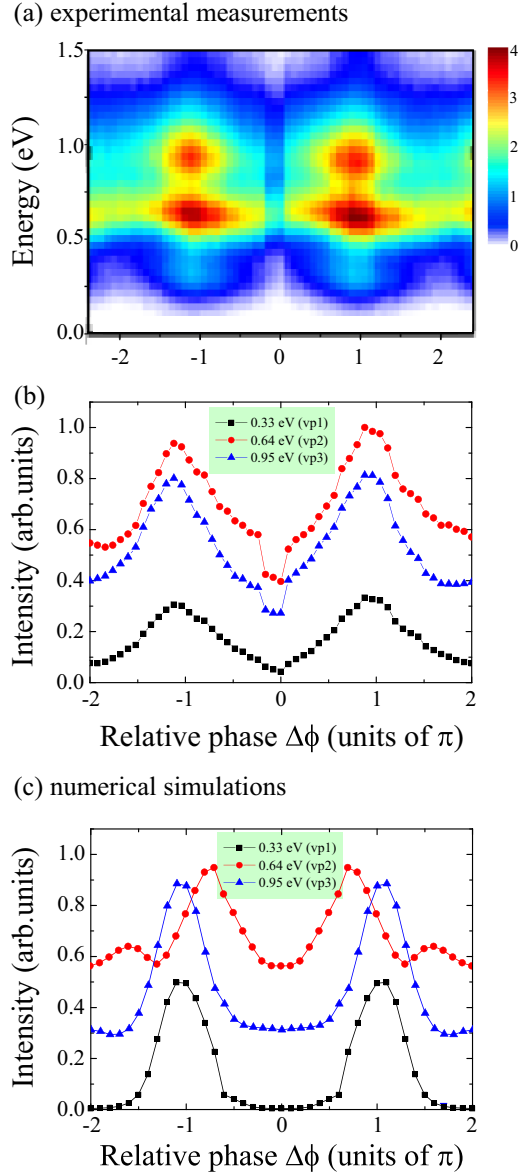 (a) experimental measurements
1.5
1.0
0.5
0.0
Energy (eV)
-2
-1
0
1
2
4
3
2
1
0
(b)
0.33 eV (vp1)
0.64 eV (vp2)
0.95 eV (vp3)
1.0
0.8
0.6
0.4
0.2
0.0
Intensity (arb.units)
-2
-1
0
1
2
Relative phase Δϕ (units of π)
(c) numerical simulations
0.33 eV (vp1)
0.64 eV (vp2)
0.95 eV (vp3)
1.0
0.8
0.6
0.4
0.2
0.0
Intensity (arb.units)
-2
-1
0
1
2
Relative phase Δϕ (units of π)